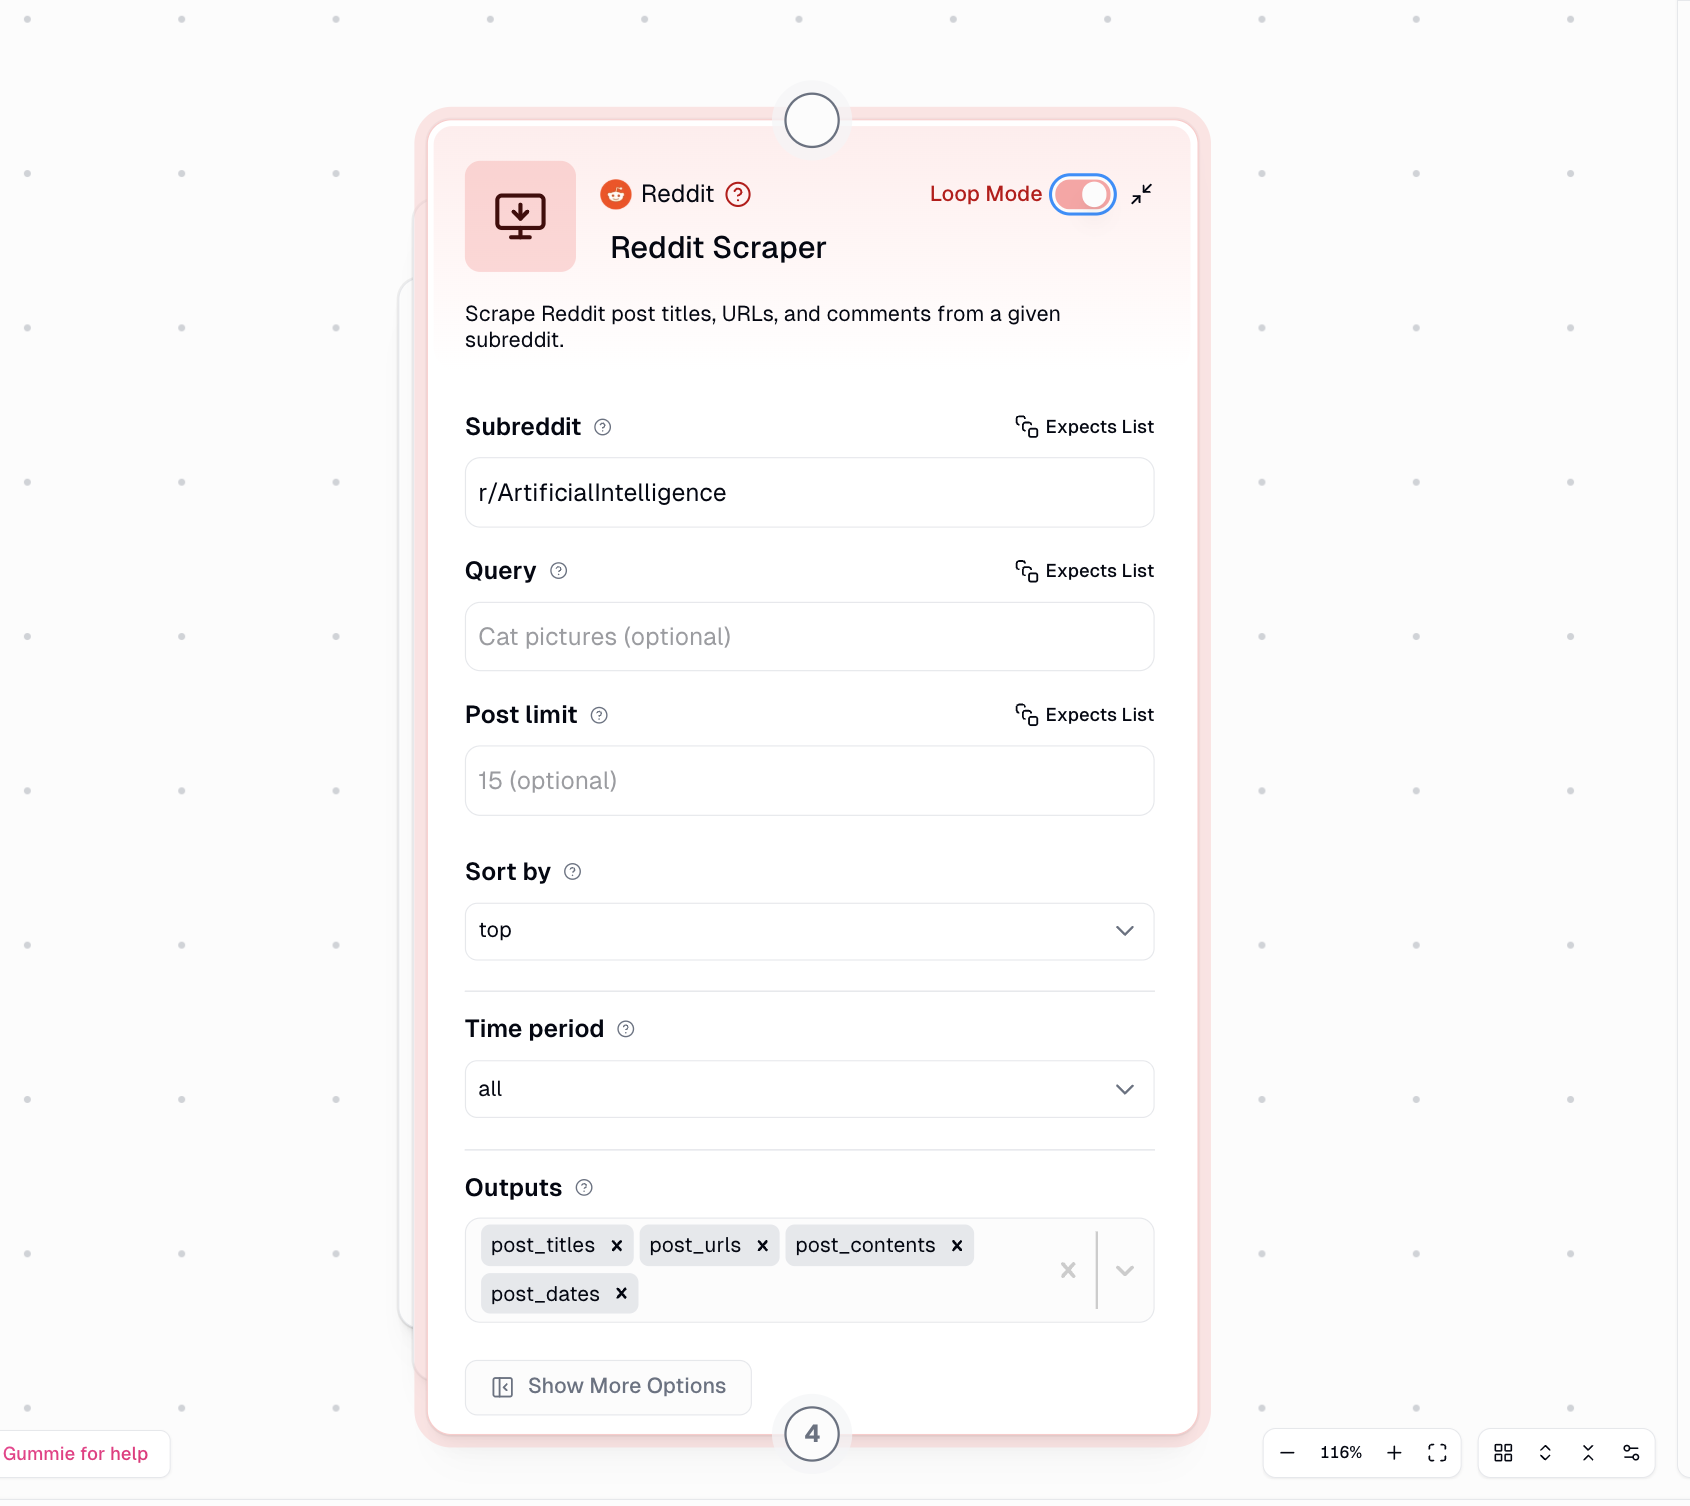 Reddit
Loop Mode
Reddit Scraper
Scrape Reddit post titles, URLs, and comments from a given
subreddit.
Subreddit
Expects List
r/ArtificialIntelligence
Query
Expects List
Cat pictures (optional)
Post limit
Expects List
15 (optional)
Sort by
top
Time period
all
Outputs
post_titles
post_urls
post_contents
post_dates
Show More Options
4
Gummie for help
116%